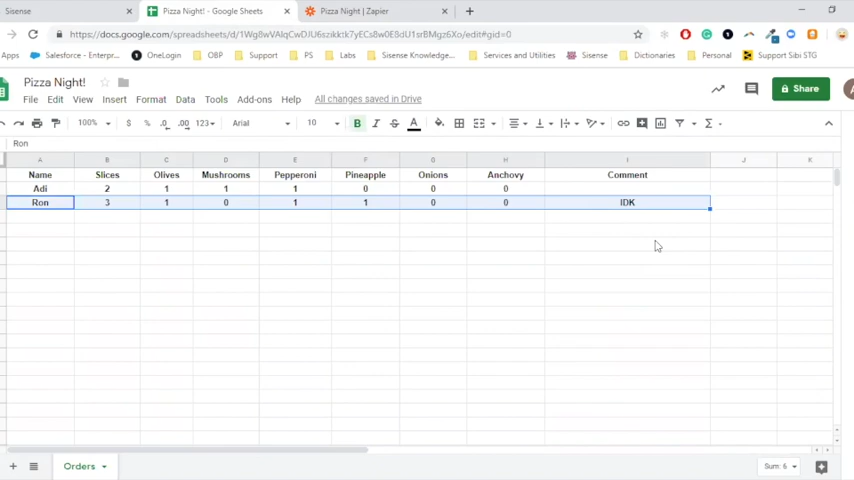 Sisense
Pizza Night! - Google Sheets
Pizza Night | Zapier
https://docs.google.com/spreadsheets/d/1Wg8wVAlqCwDJU6szikktk7yECs8w0E8dU1srBMgz6Xo/edit#gid=0
Apps
Salesforce - Enterpr...
OneLogin
OBP
Support
PS
Labs
Sisense Knowledge...
Services and Utilities
Sisense
Dictionaries
Personal
Support Sibi STG
Pizza Night!
File Edit View Insert Format Data Tools Add-ons Help All changes saved in Drive
Share
100% $ % .0 .00 123 Arial 10 B I S A
Ron
A B C D E F G H I J K
Name Slices Olives Mushrooms Pepperoni Pineapple Onions Anchovy Comment
Adi 2 1 1 1 0 0 0
Ron 3 1 0 1 1 0 0 IDK
Orders
Sum: 6